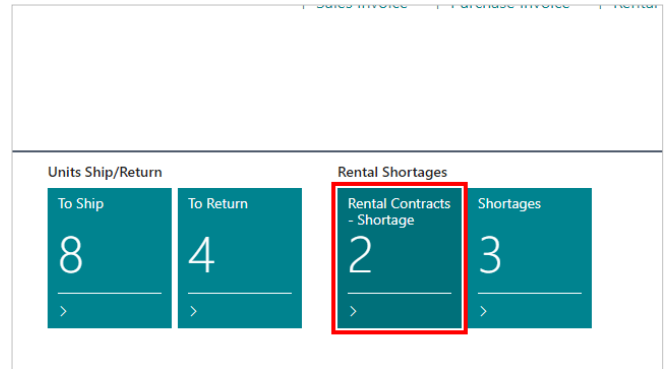 Units Ship/Return
Rental Shortages
To Ship
To Return
Rental Contracts
- Shortage
Shortages
8
4
2
3